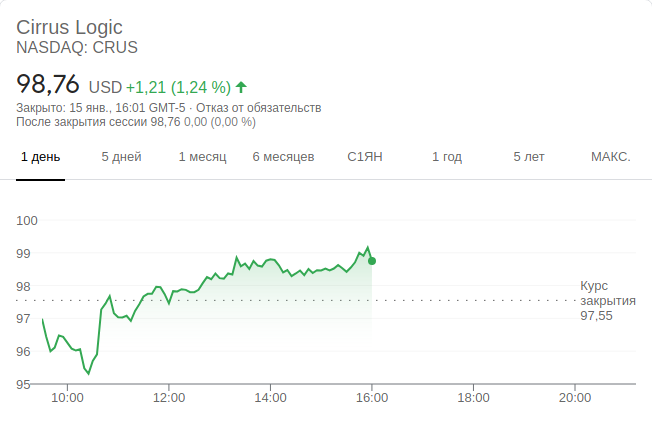 Cirrus Logic
NASDAQ: CRUS
98,76 USD +1,21 (1,24 %)
Закрыто: 15 янв., 16:01 GMT-5 · Отказ от обязательств
После закрытия сессии 98,76 0,00 (0,00 %)
1 день 5 дней 1 месяц 6 месяцев С1ЯН 1 год 5 лет МАКС.
100
99
98
97
96
95
Курс
закрытия
97,55
10:00 12:00 14:00 16:00 18:00 20:00